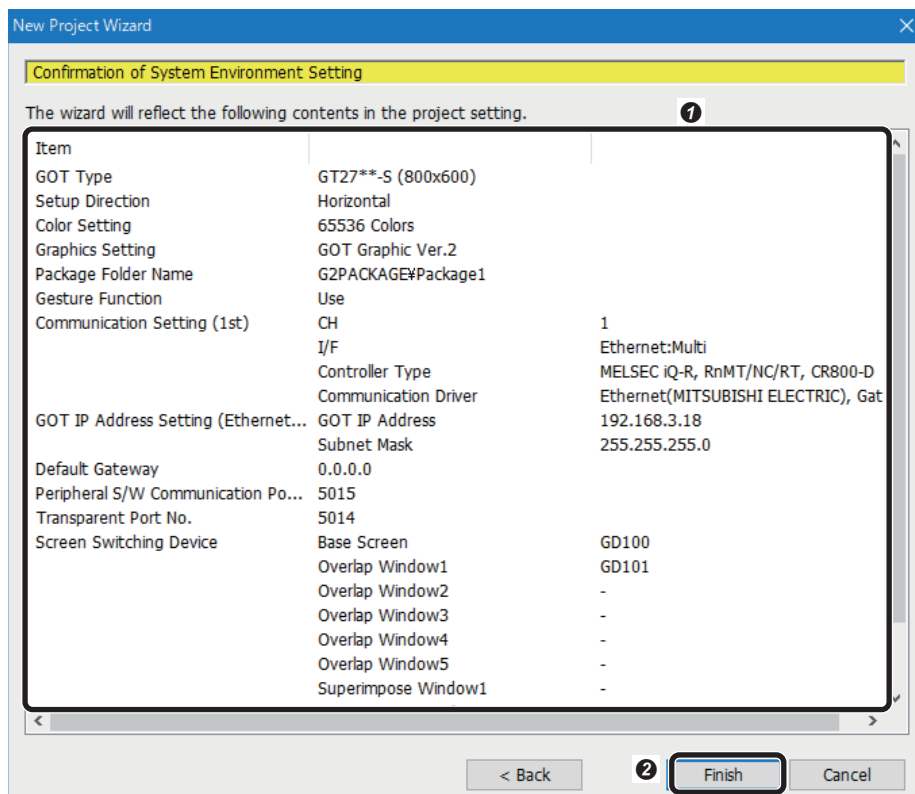 New Project Wizard
Confirmation of System Environment Setting
The wizard will reflect the following contents in the project setting.
❶
Item
GOT Type GT27**-S (800x600)
Setup Direction Horizontal
Color Setting 65536 Colors
Graphics Setting GOT Graphic Ver.2
Package Folder Name G2PACKAGE¥Package1
Gesture Function Use
Communication Setting (1st) CH 1
I/F Ethernet:Multi
Controller Type MELSEC iQ-R, RnMT/NC/RT, CR800-D
Communication Driver Ethernet(MITSUBISHI ELECTRIC), Gat
GOT IP Address Setting (Ethernet... GOT IP Address 192.168.3.18
Subnet Mask 255.255.255.0
Default Gateway 0.0.0.0
Peripheral S/W Communication Po... 5015
Transparent Port No. 5014
Screen Switching Device Base Screen GD100
Overlap Window1 GD101
Overlap Window2 -
Overlap Window3 -
Overlap Window4 -
Overlap Window5 -
Superimpose Window1 -
< Back ❷ Finish Cancel